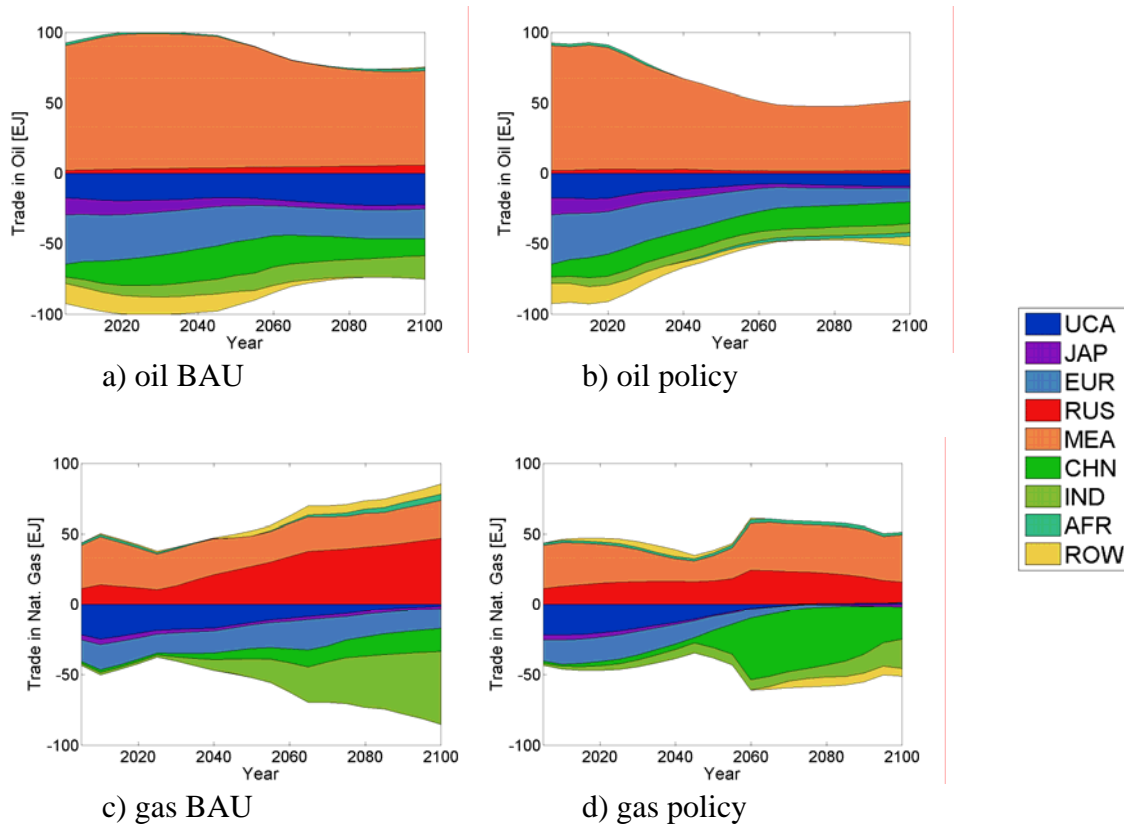 100
50
0
-50
-100
Trade in Oil [EJ]
2020 2040 2060 2080 2100
Year
a) oil BAU
100
50
0
-50
-100
Trade in Oil [EJ]
2020 2040 2060 2080 2100
Year
b) oil policy
100
50
0
-50
-100
Trade in Nat. Gas [EJ]
2020 2040 2060 2080 2100
Year
c) gas BAU
100
50
0
-50
-100
Trade in Nat. Gas [EJ]
2020 2040 2060 2080 2100
Year
d) gas policy
UCA
JAP
EUR
RUS
MEA
CHN
IND
AFR
ROW